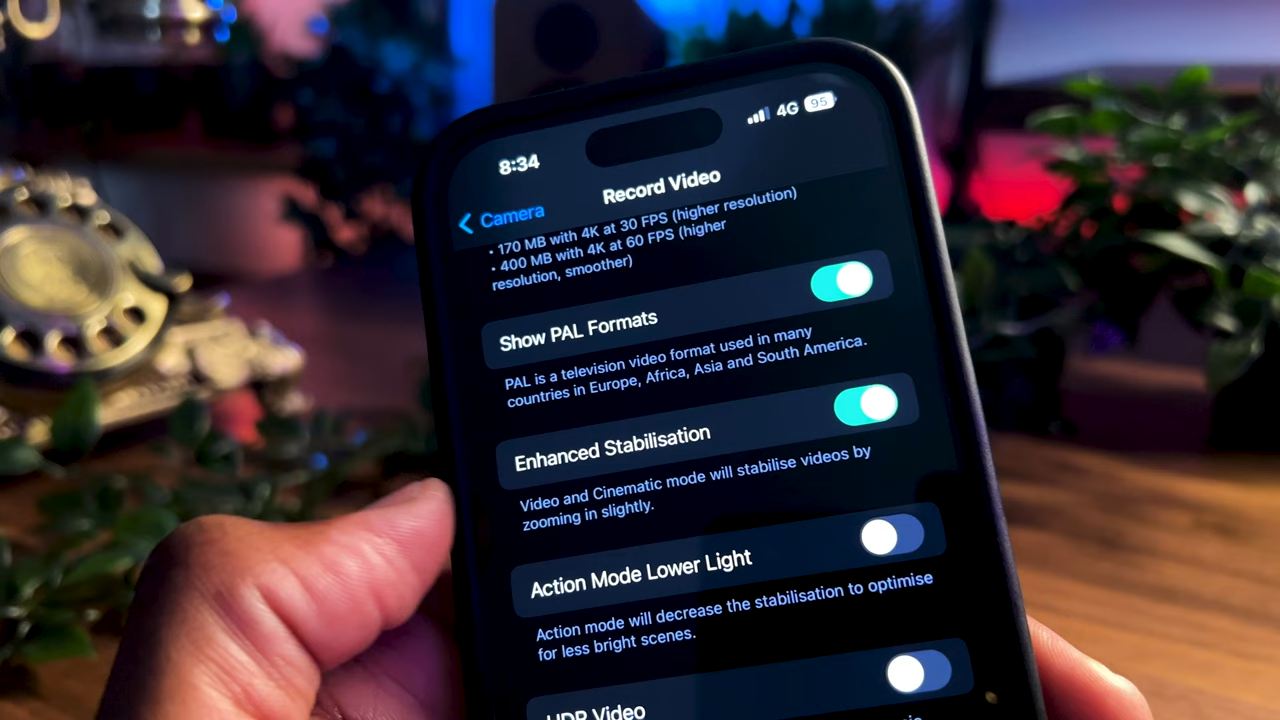 8:34
4G 95
Camera
Record Video
• 170 MB with 4K at 30 FPS (higher resolution)
• 400 MB with 4K at 60 FPS (higher
resolution, smoother)
Show PAL Formats
PAL is a television video format used in many
countries in Europe, Africa, Asia and South America.
Enhanced Stabilisation
Video and Cinematic mode will stabilise videos by
zooming in slightly.
Action Mode Lower Light
Action mode will decrease the stabilisation to optimise
for less bright scenes.
HDR Video